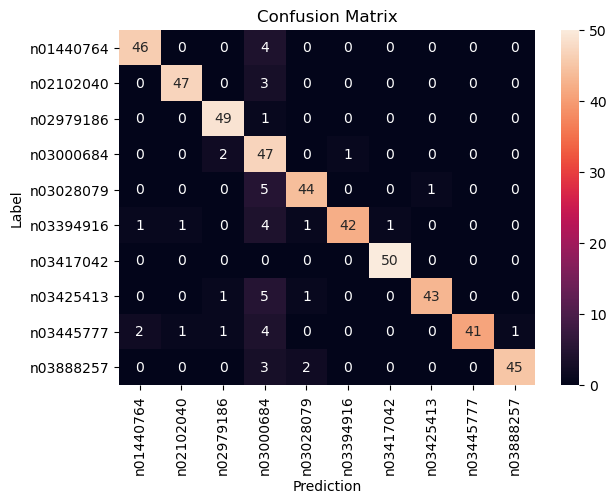 Confusion Matrix
n01440764 46 0 0 4 0 0 0 0 0 0
n02102040 0 47 0 3 0 0 0 0 0 0
n02979186 0 0 49 1 0 0 0 0 0 0
n03000684 0 0 2 47 0 1 0 0 0 0
n03028079 0 0 0 5 44 0 0 1 0 0
n03394916 1 1 0 4 1 42 1 0 0 0
n03417042 0 0 0 0 0 0 50 0 0 0
n03425413 0 0 1 5 1 0 0 43 0 0
n03445777 2 1 1 4 0 0 0 0 41 1
n03888257 0 0 0 3 2 0 0 0 0 45
Label
n01440764 n02102040 n02979186 n03000684 n03028079 n03394916 n03417042 n03425413 n03445777 n03888257
Prediction
50
40
30
20
10
0